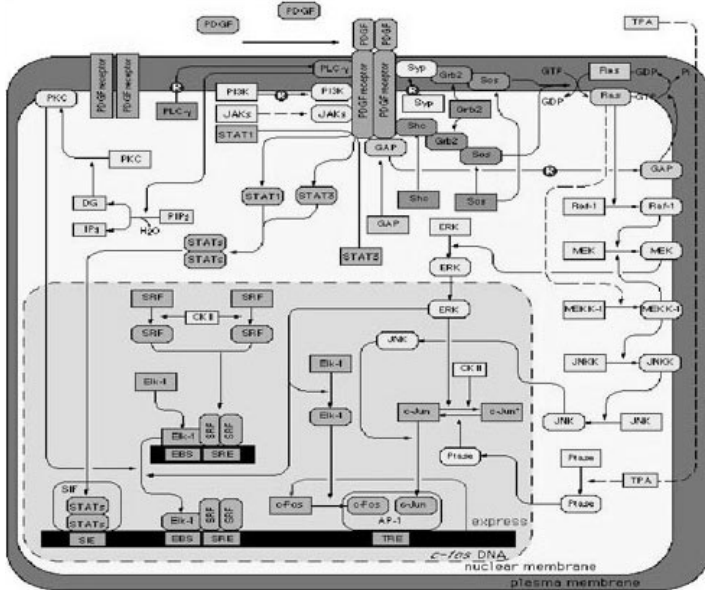 PDGF
PDGF
PDGF PDGF
TPA
PDGF receptor
PDGF receptor
PDGF receptor
PDGF receptor
PLC-γ
Syp
Grb2
Sos
GTP
Ras
GDP
Pi
PKC
PLC-γ
R
PI3K
R
PI3K
R
Syp
Grb2
GDP
Ras
GTP
JAKs
JAKs
Shc
Grb2
Sos
STAT1
GAP
R
GAP
PKC
DG
PIP₂
H₂O
STAT1
STAT3
Shc
Sos
GAP
Raf-1
Raf-1
STATs
STATs
STAT3
ERK
MEK
MEK
ERK
SRF
SRF
CK II
ERK
MEKK-1
MEKK-1
SRF
SRF
JNK
Elk-1
CK II
JNKK
JNKK
Elk-1
Elk-1
c-Jun
c-Jun*
JNK
JNK
Elk-1
SRF
SRF
EBS
SRE
Ptase
Ptase
TPA
Ptase
SIF
STATs
STATs
Elk-1
SRF
SRF
c-Fos
c-Fos
c-Jun
AP-1
express
SIE
EBS
SRE
TRE
c-fos DNA
nuclear membrane
plasma membrane